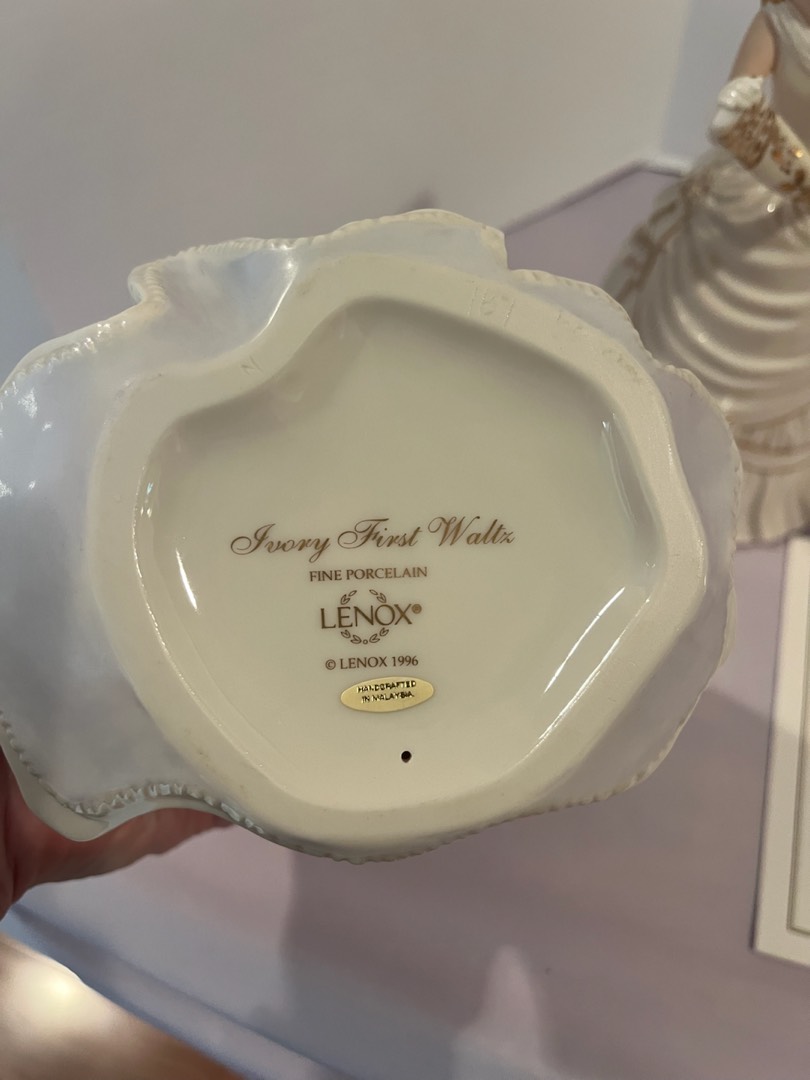 Ivory First Waltz
FINE PORCELAIN
LENOX®
© LENOX 1996
HANDCRAFTED
IN MALAYSIA